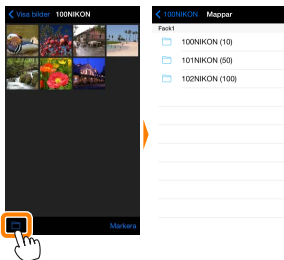 Visa bilder 100NIKON
Markera
100NIKON Mappar
Fack1
100NIKON (10)
101NIKON (50)
102NIKON (100)